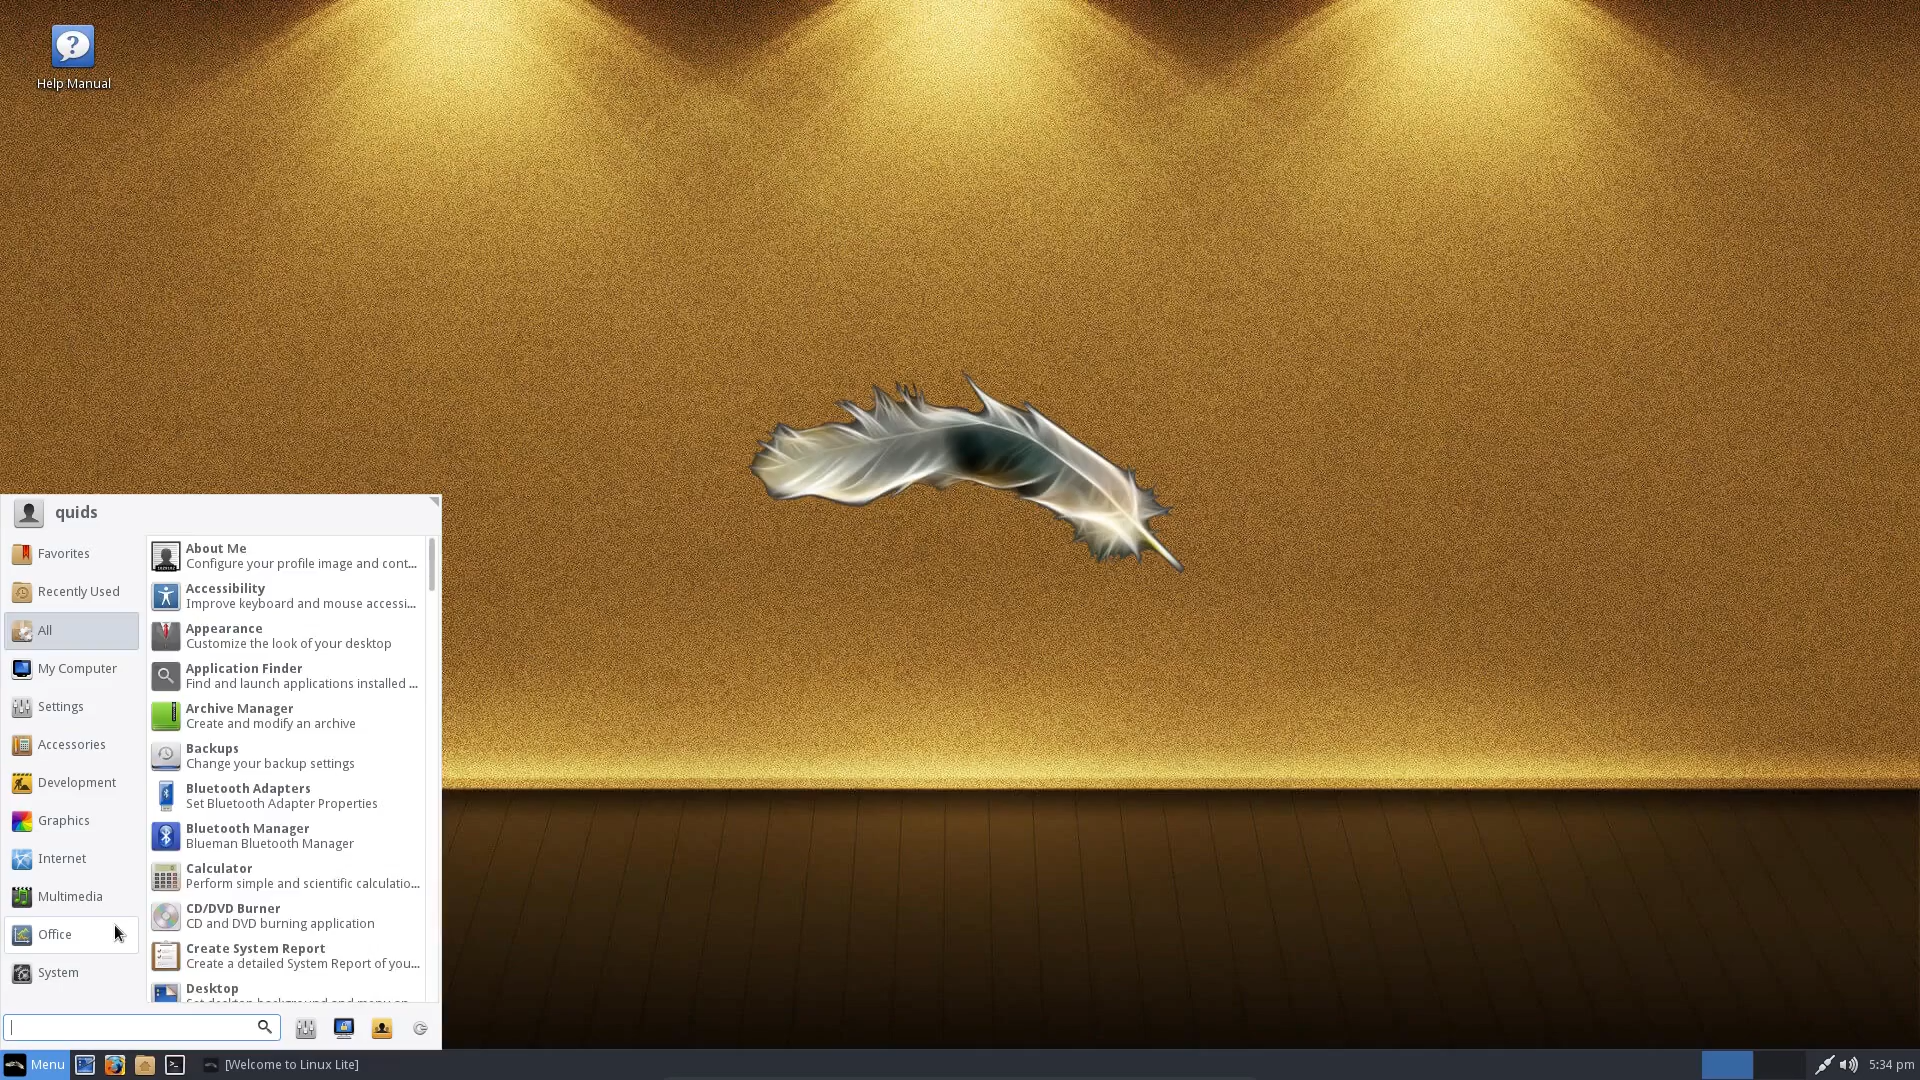 Help Manual
quids
Favorites
Recently Used
All
My Computer
Settings
Accessories
Development
Graphics
Internet
Multimedia
Office
System
About Me
Configure your profile image and cont...
Accessibility
Improve keyboard and mouse accessi...
Appearance
Customize the look of your desktop
Application Finder
Find and launch applications installed ...
Archive Manager
Create and modify an archive
Backups
Change your backup settings
Bluetooth Adapters
Set Bluetooth Adapter Properties
Bluetooth Manager
Blueman Bluetooth Manager
Calculator
Perform simple and scientific calculatio...
CD/DVD Burner
CD and DVD burning application
Create System Report
Create a detailed System Report of you...
Desktop
Menu
[Welcome to Linux Lite]
5:34 pm